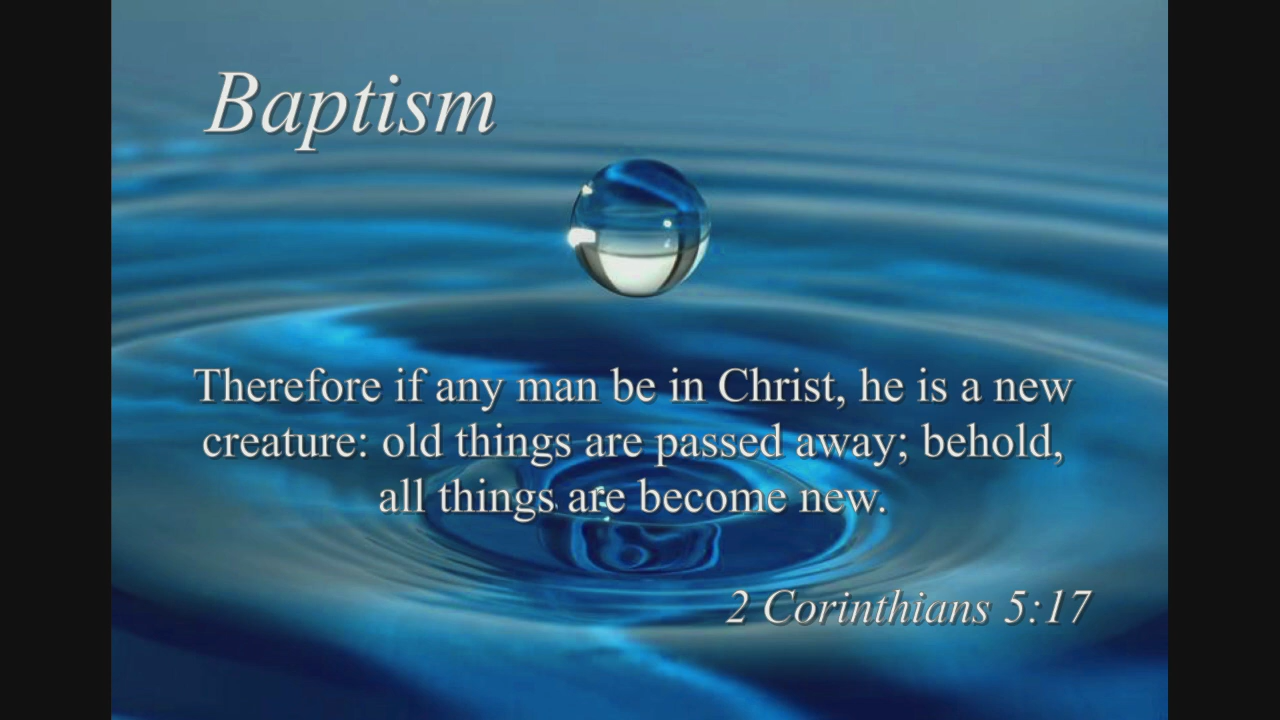 Baptism
Therefore if any man be in Christ, he is a new
creature: old things are passed away; behold,
all things are become new.
2 Corinthians 5:17